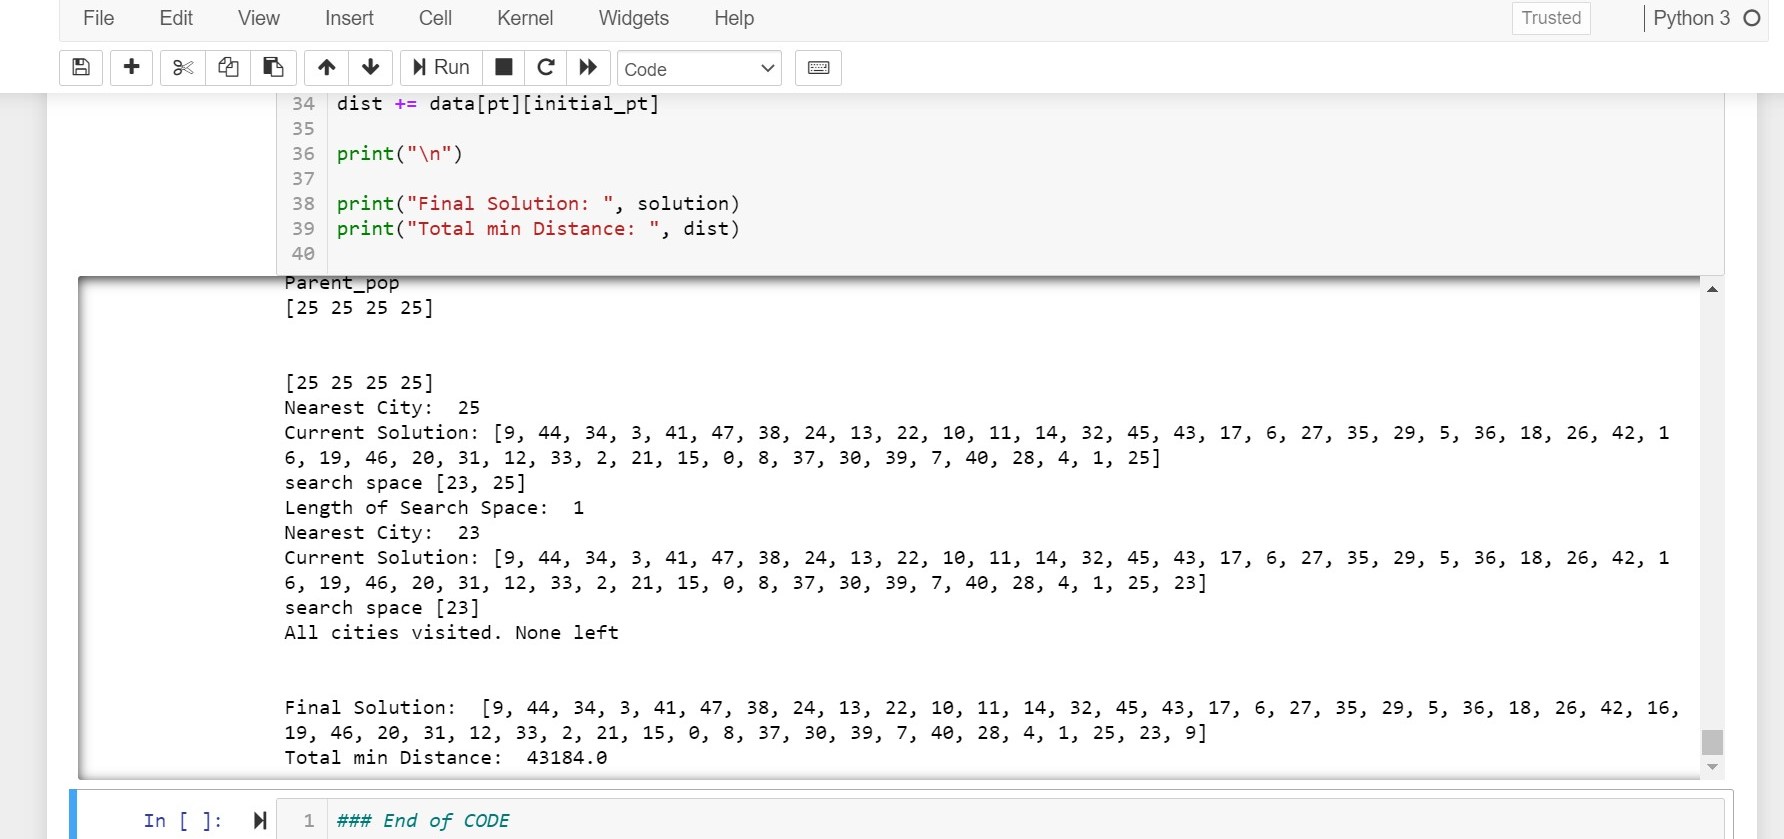 File Edit View Insert Cell Kernel Widgets Help Trusted Python 3
Run Code
34 dist += data[pt][initial_pt]
35
36 print("\n")
37
38 print("Final Solution: ", solution)
39 print("Total min Distance: ", dist)
40
Parent_pop
[25 25 25 25]
[25 25 25 25]
Nearest City:  25
Current Solution: [9, 44, 34, 3, 41, 47, 38, 24, 13, 22, 10, 11, 14, 32, 45, 43, 17, 6, 27, 35, 29, 5, 36, 18, 26, 42, 1
6, 19, 46, 20, 31, 12, 33, 2, 21, 15, 0, 8, 37, 30, 39, 7, 40, 28, 4, 1, 25]
search space [23, 25]
Length of Search Space:  1
Nearest City:  23
Current Solution: [9, 44, 34, 3, 41, 47, 38, 24, 13, 22, 10, 11, 14, 32, 45, 43, 17, 6, 27, 35, 29, 5, 36, 18, 26, 42, 1
6, 19, 46, 20, 31, 12, 33, 2, 21, 15, 0, 8, 37, 30, 39, 7, 40, 28, 4, 1, 25, 23]
search space [23]
All cities visited. None left
Final Solution:  [9, 44, 34, 3, 41, 47, 38, 24, 13, 22, 10, 11, 14, 32, 45, 43, 17, 6, 27, 35, 29, 5, 36, 18, 26, 42, 16,
19, 46, 20, 31, 12, 33, 2, 21, 15, 0, 8, 37, 30, 39, 7, 40, 28, 4, 1, 25, 23, 9]
Total min Distance:  43184.0
In [ ]: 1 ### End of CODE